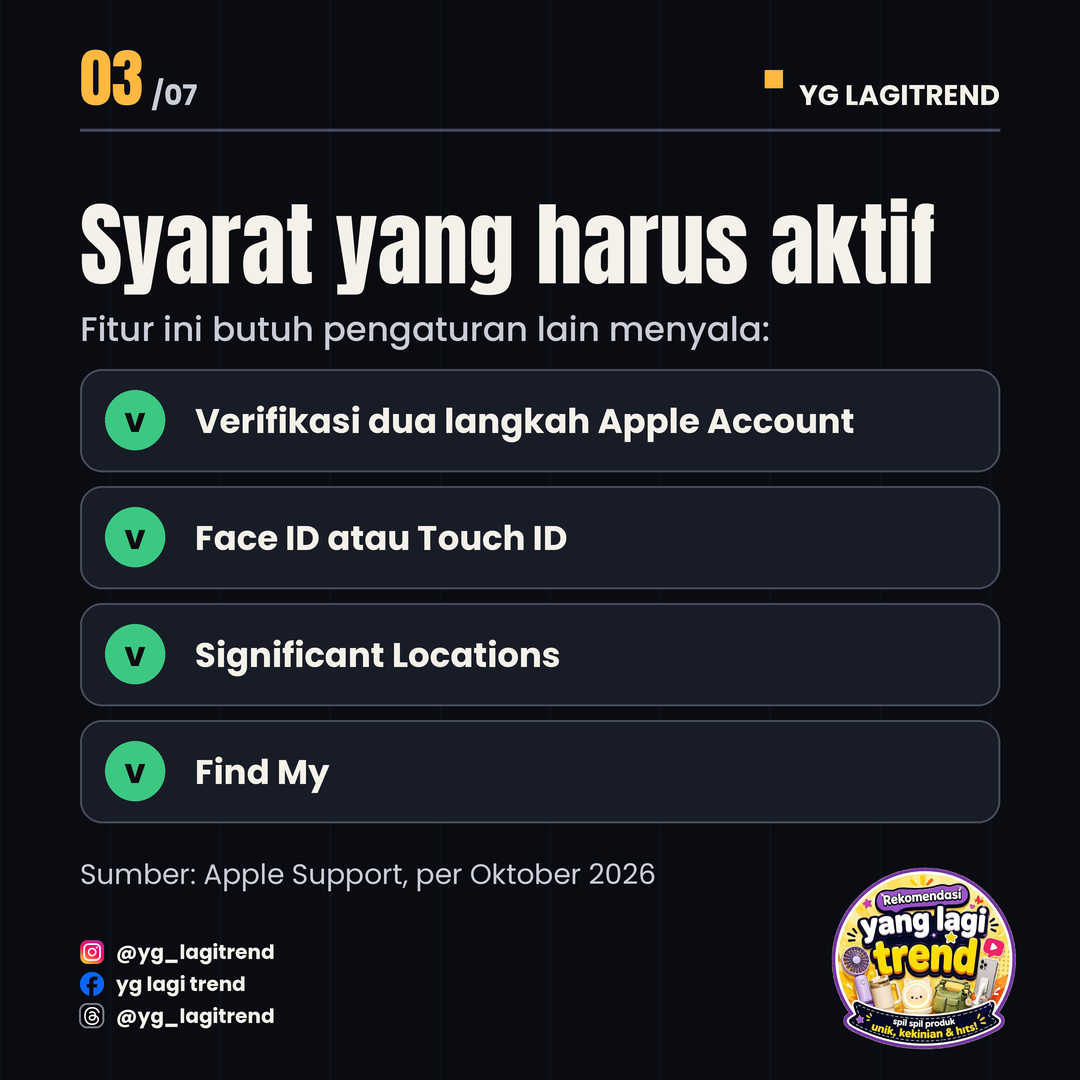 03 /07
YG LAGITREND
Syarat yang harus aktif
Fitur ini butuh pengaturan lain menyala:
v Verifikasi dua langkah Apple Account
v Face ID atau Touch ID
v Significant Locations
v Find My
Sumber: Apple Support, per Oktober 2026
@yg_lagitrend
yg lagi trend
@yg_lagitrend
Rekomendasi
yang lagi
trend
spil spil produk
unik, kekinian & hits!